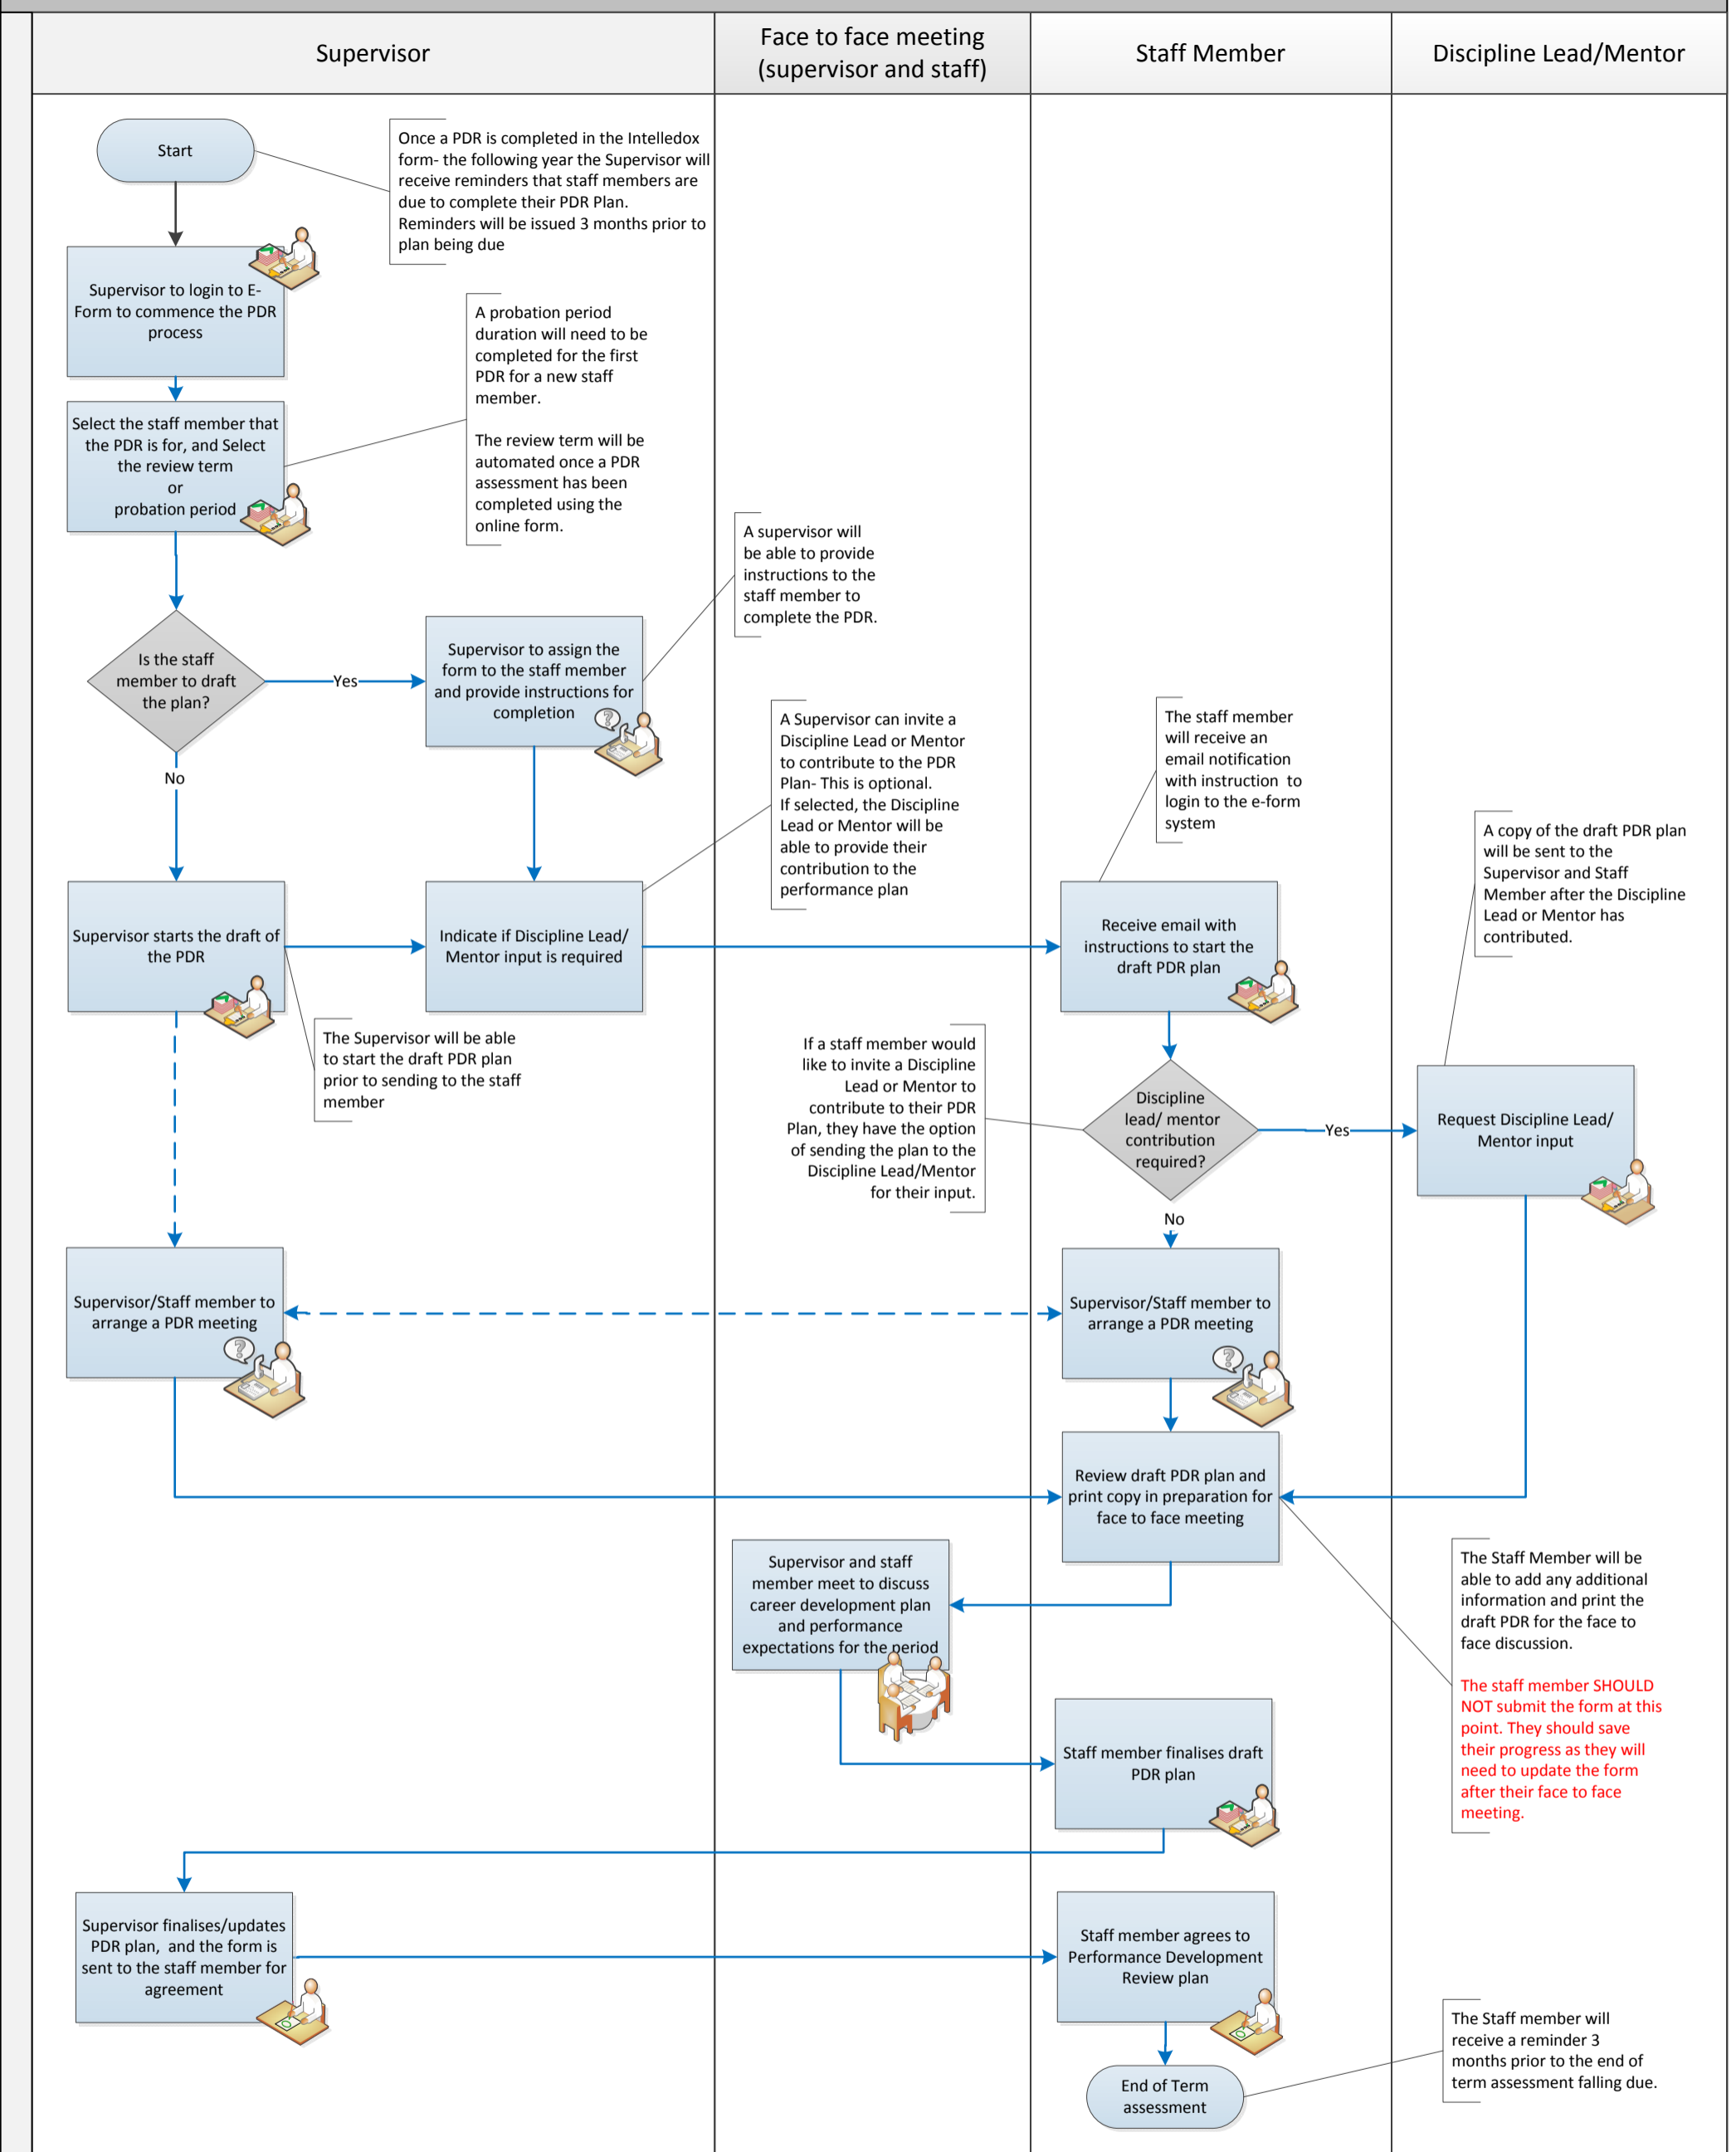 Supervisor
Face to face meeting
(supervisor and staff)
Staff Member
Discipline Lead/Mentor
Start
Once a PDR is completed in the Intelledox
form- the following year the Supervisor will
receive reminders that staff members are
due to complete their PDR Plan.
Reminders will be issued 3 months prior to
plan being due
Supervisor to login to E-
Form to commence the PDR
process
A probation period
duration will need to be
completed for the first
PDR for a new staff
member.
The review term will be
automated once a PDR
assessment has been
completed using the
online form.
Select the staff member that
the PDR is for, and Select
the review term
or
probation period
A supervisor will
be able to provide
instructions to the
staff member to
complete the PDR.
Is the staff
member to draft
the plan?
Yes
Supervisor to assign the
form to the staff member
and provide instructions for
completion
?
No
A Supervisor can invite a
Discipline Lead or Mentor
to contribute to the PDR
Plan- This is optional.
If selected, the Discipline
Lead or Mentor will be
able to provide their
contribution to the
performance plan
The staff member
will receive an
email notification
with instruction to
login to the e-form
system
A copy of the draft PDR plan
will be sent to the
Supervisor and Staff
Member after the Discipline
Lead or Mentor has
contributed.
Supervisor starts the draft of
the PDR
Indicate if Discipline Lead/
Mentor input is required
Receive email with
instructions to start the
draft PDR plan
The Supervisor will be able
to start the draft PDR plan
prior to sending to the staff
member
If a staff member would
like to invite a Discipline
Lead or Mentor to
contribute to their PDR
Plan, they have the option
of sending the plan to the
Discipline Lead/Mentor
for their input.
Discipline
lead/ mentor
contribution
required?
Yes
Request Discipline Lead/
Mentor input
No
Supervisor/Staff member to
arrange a PDR meeting
?
Supervisor/Staff member to
arrange a PDR meeting
?
Review draft PDR plan and
print copy in preparation for
face to face meeting
Supervisor and staff
member meet to discuss
career development plan
and performance
expectations for the period
The Staff Member will be
able to add any additional
information and print the
draft PDR for the face to
face discussion.
The staff member SHOULD
NOT submit the form at this
point. They should save
their progress as they will
need to update the form
after their face to face
meeting.
Staff member finalises draft
PDR plan
Supervisor finalises/updates
PDR plan, and the form is
sent to the staff member for
agreement
Staff member agrees to
Performance Development
Review plan
The Staff member will
receive a reminder 3
months prior to the end of
term assessment falling due.
End of Term
assessment